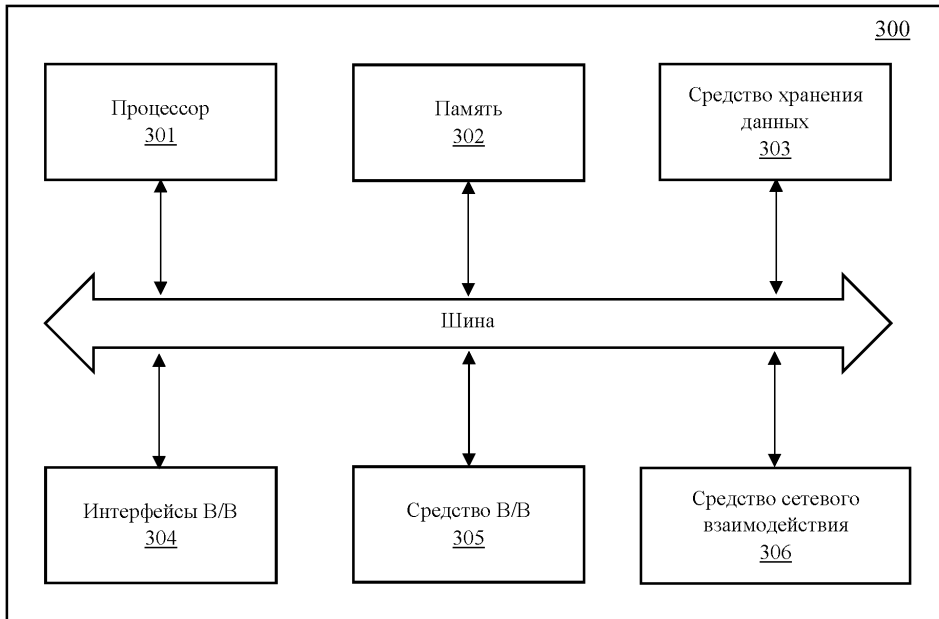 300
Процессор
301
Память
302
Средство хранения
данных
303
Шина
Интерфейсы В/В
304
Средство В/В
305
Средство сетевого
взаимодействия
306